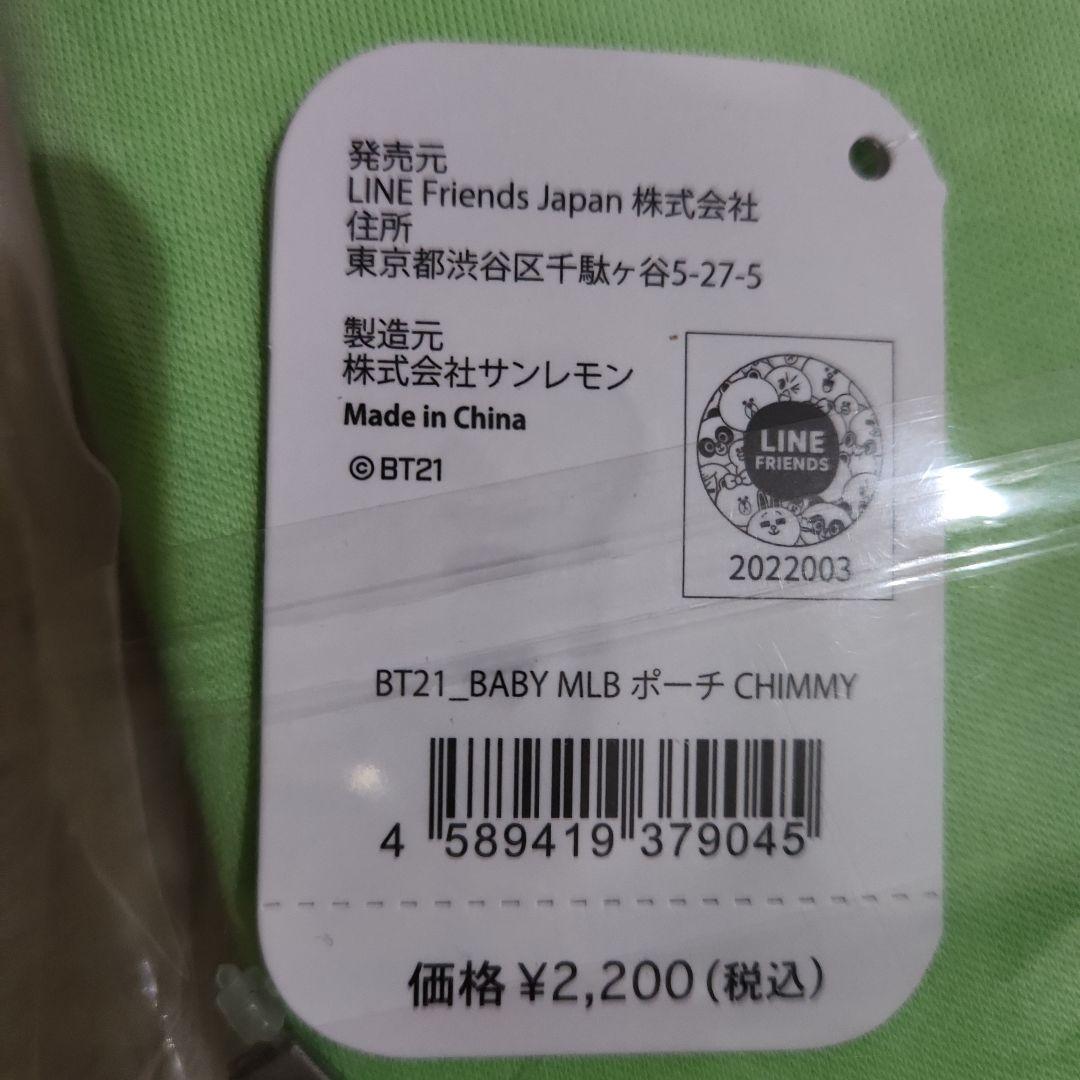 発売元
LINE Friends Japan 株式会社
住所
東京都渋谷区千駄ヶ谷5-27-5
製造元
株式会社サンレモン
Made in China
©BT21
LINE
FRIENDS
2022003
BT21_BABY MLB ポーチ CHIMMY
4 589419 379045
価格 ¥2,200 (税込)